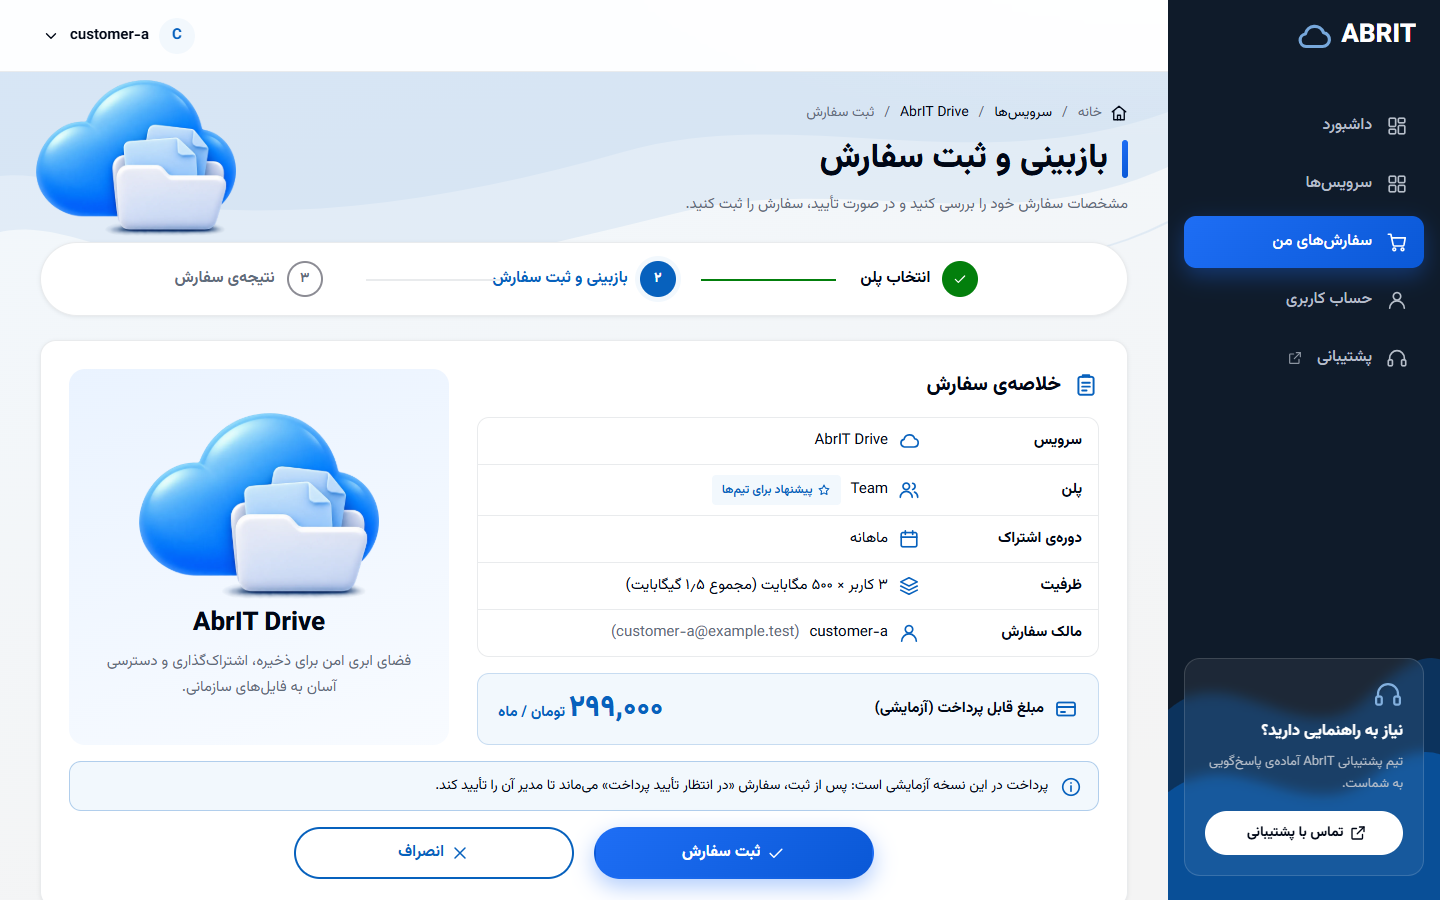 ABRIT
داشبورد
سرویس‌ها
سفارش‌های من
حساب کاربری
پشتیبانی
نیاز به راهنمایی دارید؟
تیم پشتیبانی AbrIT آماده‌ی پاسخ‌گویی
به شماست.
تماس با پشتیبانی
C customer-a
خانه / سرویس‌ها / AbrIT Drive / ثبت سفارش
بازبینی و ثبت سفارش
مشخصات سفارش خود را بررسی کنید و در صورت تأیید، سفارش را ثبت کنید.
انتخاب پلن
۲ بازبینی و ثبت سفارش
۳ نتیجه‌ی سفارش
خلاصه‌ی سفارش
سرویس AbrIT Drive
پلن Team پیشنهاد برای تیم‌ها
دوره‌ی اشتراک ماهانه
ظرفیت ۳ کاربر × ۵۰۰ مگابایت (مجموع ۱٫۵ گیگابایت)
مالک سفارش customer-a (customer-a@example.test)
مبلغ قابل پرداخت (آزمایشی) ۲۹۹,۰۰۰ تومان / ماه
AbrIT Drive
فضای ابری امن برای ذخیره، اشتراک‌گذاری و دسترسی
آسان به فایل‌های سازمانی.
پرداخت در این نسخه آزمایشی است: پس از ثبت، سفارش «در انتظار تأیید پرداخت» می‌ماند تا مدیر آن را تأیید کند.
ثبت سفارش
انصراف